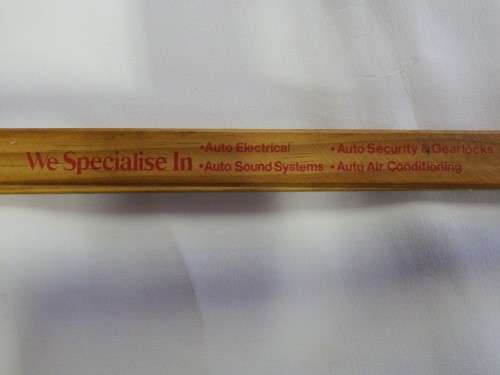 We Specialise In
•Auto Electrical
•Auto Sound Systems
•Auto Security & Gearlocks
•Auto Air Conditioning